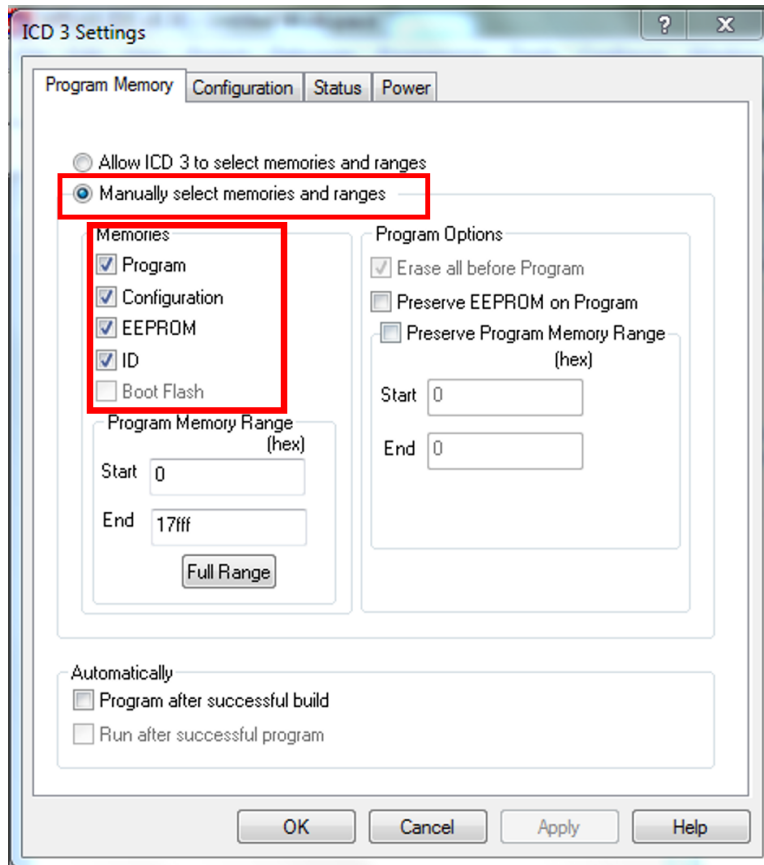 ICD 3 Settings
Program Memory Configuration Status Power
Allow ICD 3 to select memories and ranges
Manually select memories and ranges
Memories
Program
Configuration
EEPROM
ID
Boot Flash
Program Memory Range
(hex)
Start 0
End 17fff
Full Range
Program Options
Erase all before Program
Preserve EEPROM on Program
Preserve Program Memory Range
(hex)
Start 0
End 0
Automatically
Program after successful build
Run after successful program
OK Cancel Apply Help